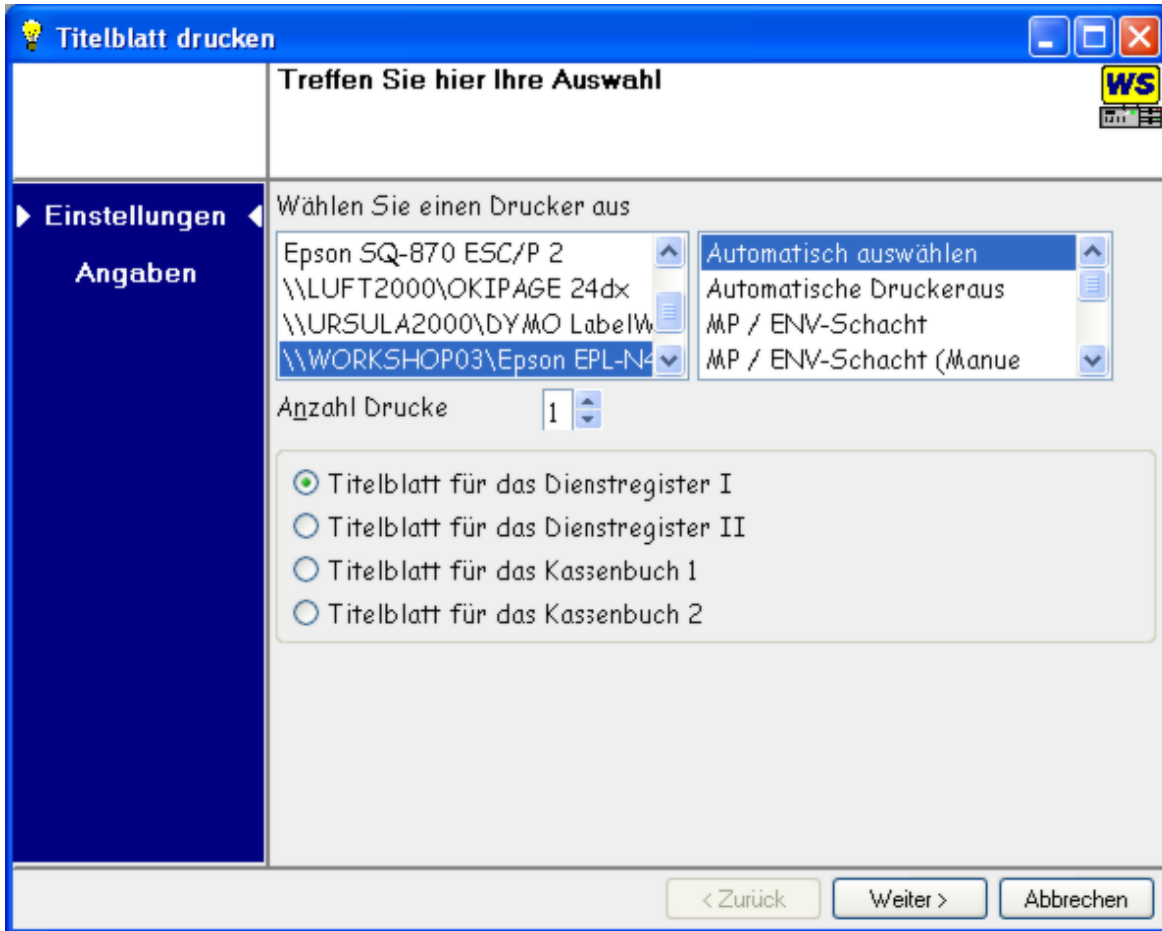 Titelblatt drucken
Treffen Sie hier Ihre Auswahl
WS
Einstellungen
Angaben
Wählen Sie einen Drucker aus
Epson SQ-870 ESC/P 2
\\LUFT2000\OKIPAGE 24dx
\\URSULA2000\DYMO LabelW
\\WORKSHOP03\Epson EPL-N4
Automatisch auswählen
Automatische Druckeraus
MP / ENV-Schacht
MP / ENV-Schacht (Manue
Anzahl Drucke 1
Titelblatt für das Dienstregister I
Titelblatt für das Dienstregister II
Titelblatt für das Kassenbuch 1
Titelblatt für das Kassenbuch 2
< Zurück Weiter > Abbrechen